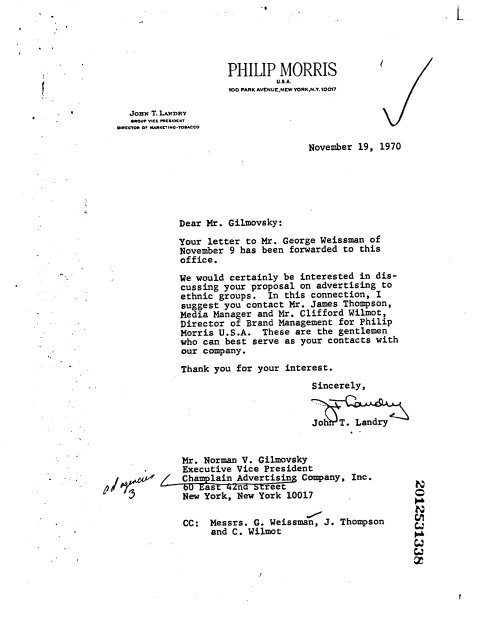 PHILIP MORRIS
U.S.A.
100 PARK AVENUE, NEW YORK, N.Y. 10017
JOHN T. LANDRY
GROUP VICE PRESIDENT
DIRECTOR OF MARKETING-TOBACCO
November 19, 1970
Dear Mr. Gilmovsky:
Your letter to Mr. George Weissman of
November 9 has been forwarded to this
office.
We would certainly be interested in dis-
cussing your proposal on advertising to
ethnic groups. In this connection, I
suggest you contact Mr. James Thompson,
Media Manager and Mr. Clifford Wilmot,
Director of Brand Management for Philip
Morris U.S.A. These are the gentlemen
who can best serve as your contacts with
our company.
Thank you for your interest.
Sincerely,
JT Landry
John T. Landry
Mr. Norman V. Gilmovsky
Executive Vice President
Champlain Advertising Company, Inc.
60 East 42nd Street
New York, New York 10017
ad agencies
3
CC: Messrs. G. Weissman, J. Thompson
and C. Wilmot
2012531338